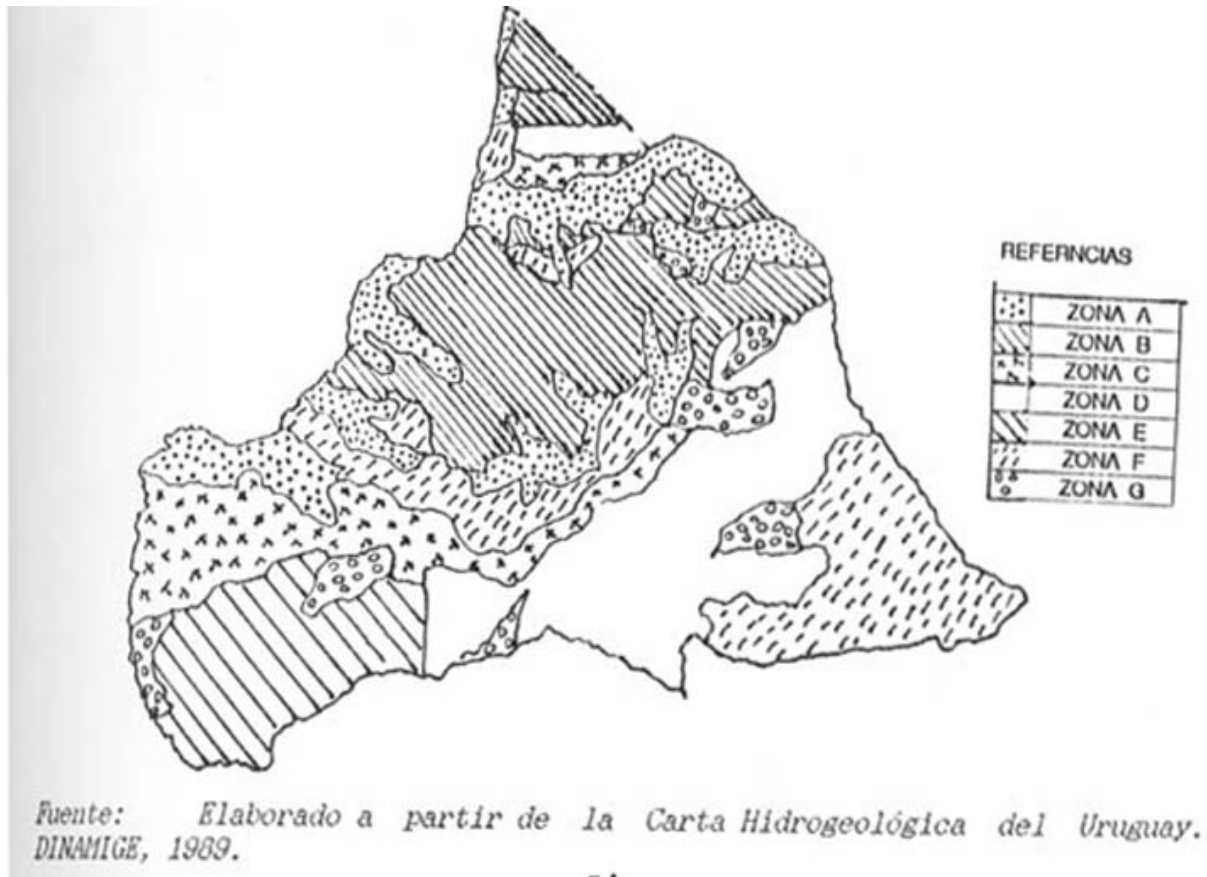 REFERNCIAS
ZONA A
ZONA B
ZONA C
ZONA D
ZONA E
ZONA F
ZONA G
Fuente: Elaborado a partir de la Carta Hidrogeológica del Uruguay.
DINAMIGE, 1989.